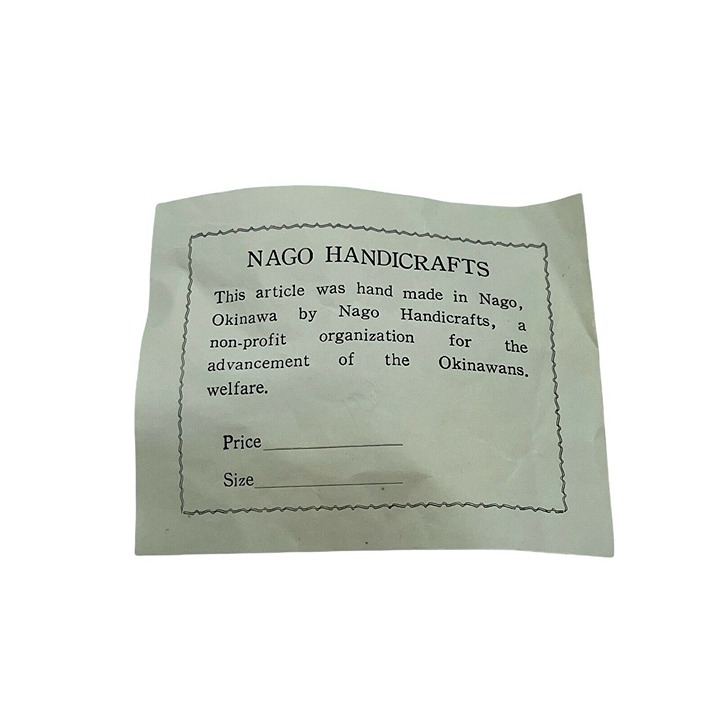 NAGO HANDICRAFTS
This article was hand made in Nago,
Okinawa by Nago Handicrafts, a
non-profit organization for the
advancement of the Okinawans.
welfare.
Price
Size